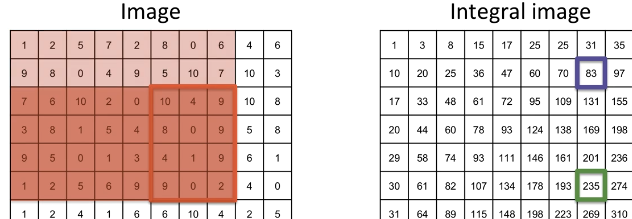 Image
1 2 5 7 2 8 0 6 4 6
9 8 0 4 9 5 10 7 10 3
7 6 10 2 0 10 4 9 10 8
3 8 1 5 4 8 0 9 5 8
9 5 0 1 3 4 1 9 6 1
1 2 5 6 9 9 0 2 4 0
1 2 4 1 6 6 10 4 2 5
Integral image
1 3 8 15 17 25 25 31 35
10 20 25 36 47 60 70 83 97
17 33 48 61 72 95 109 131 155
20 44 60 78 93 124 138 169 198
29 58 74 93 111 146 161 201 236
30 61 82 107 134 178 193 235 274
31 64 89 115 148 198 223 269 310